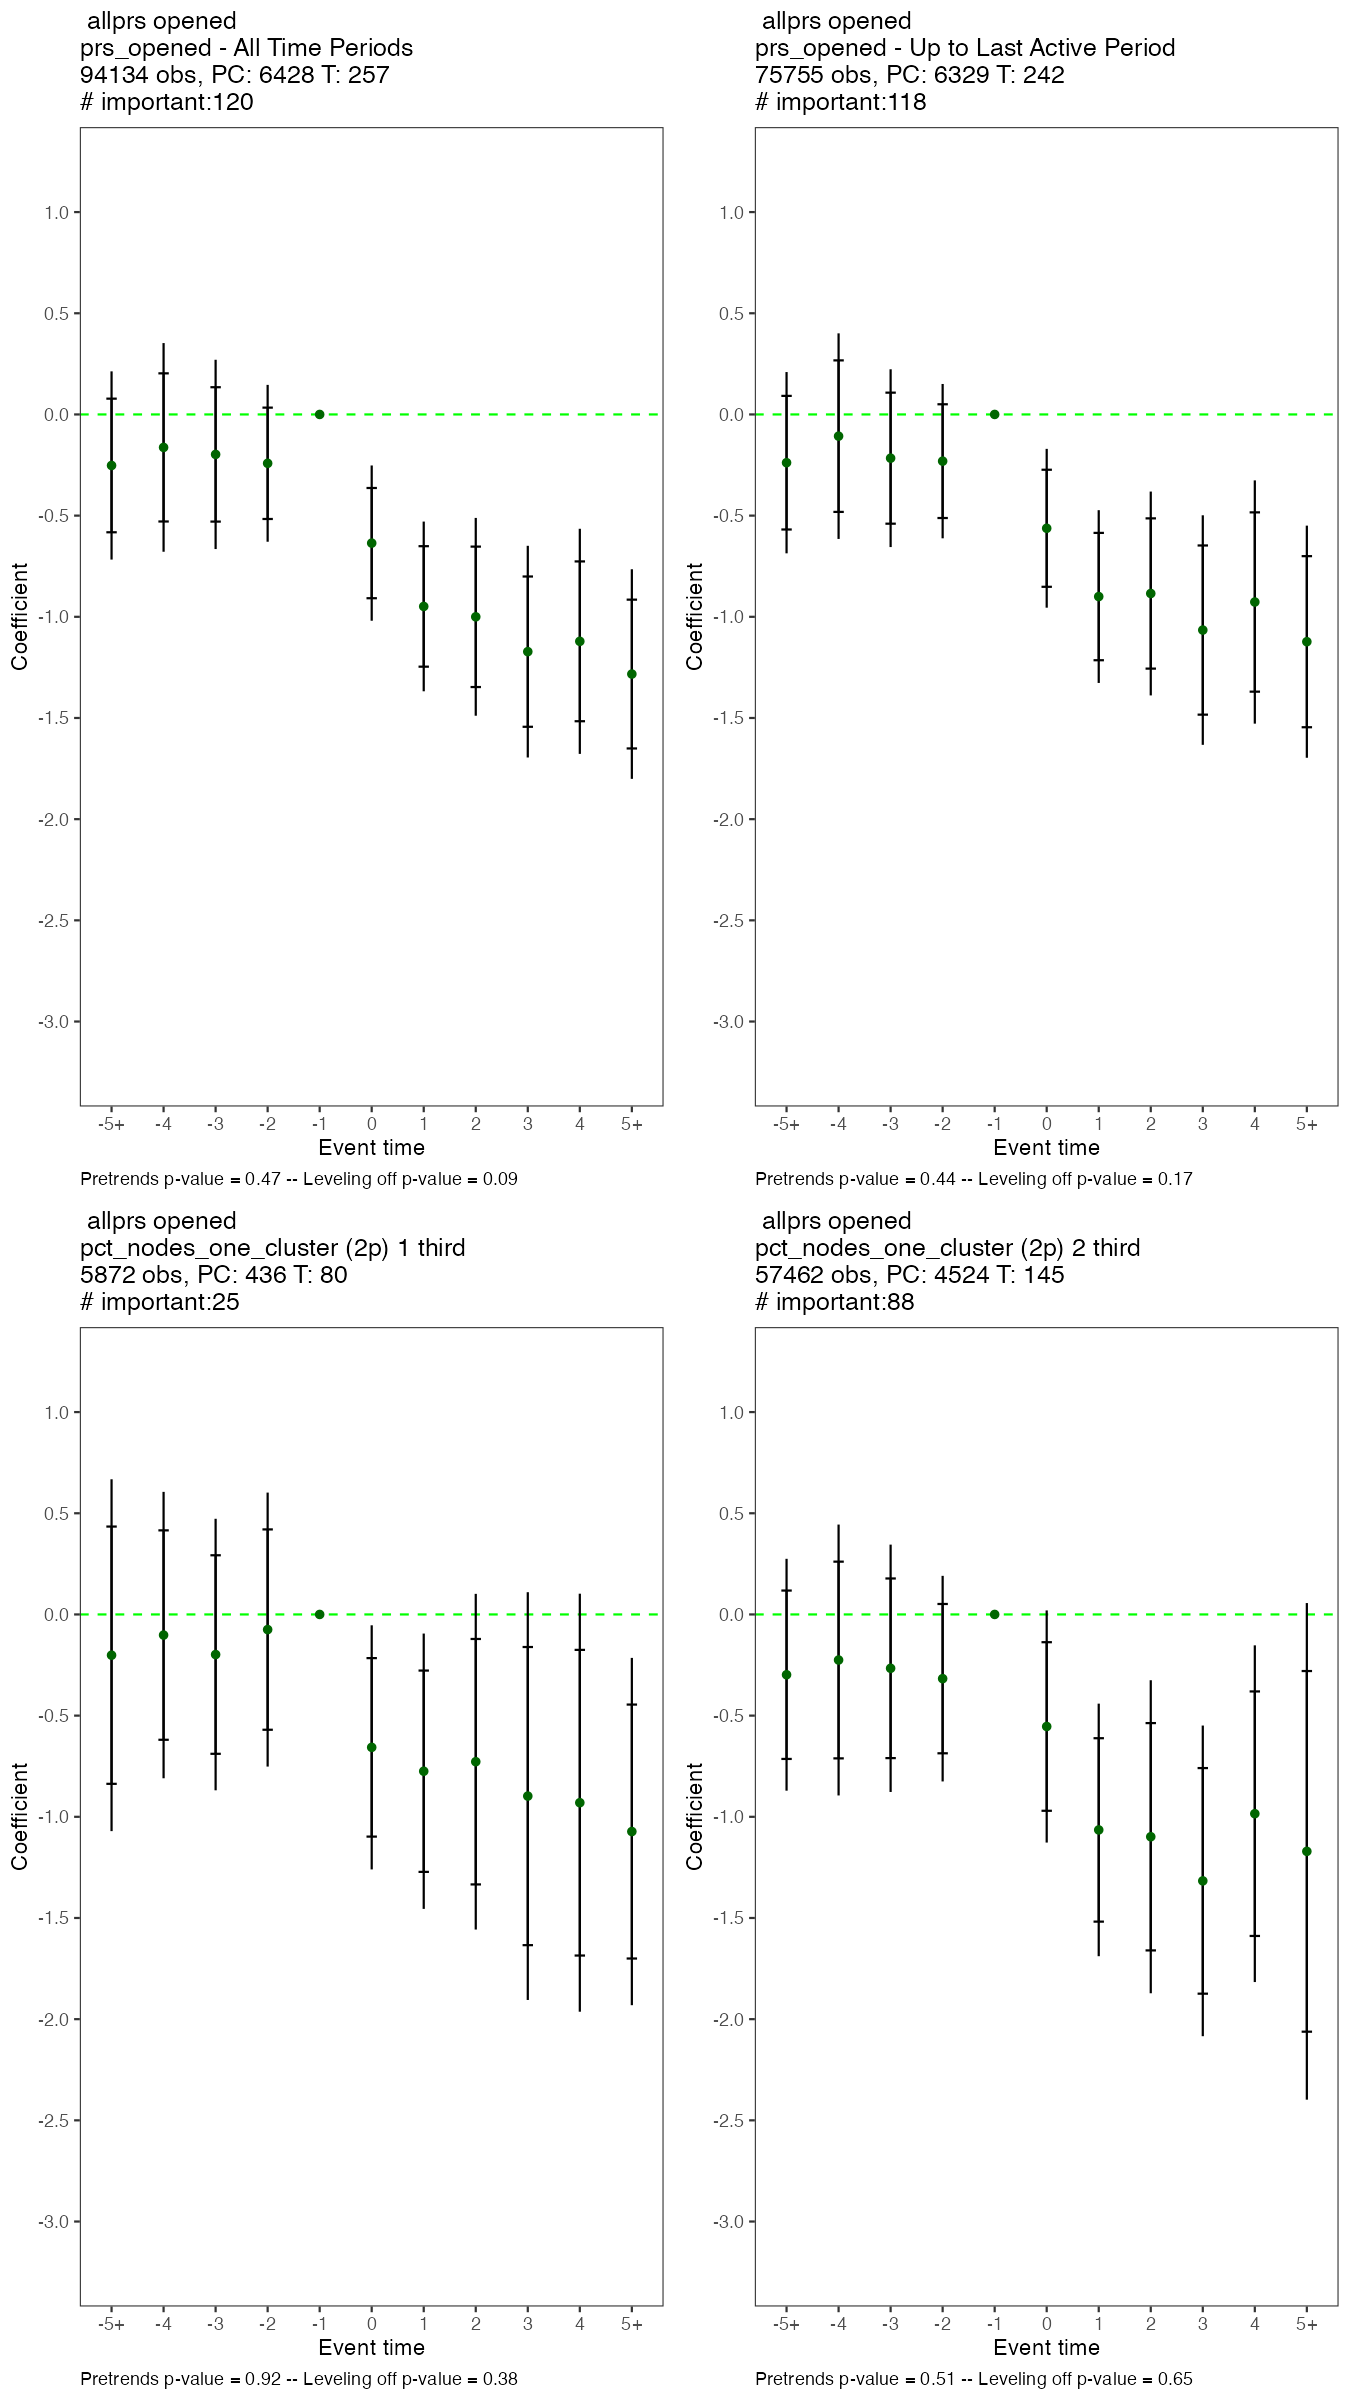 allprs opened
prs_opened - All Time Periods
94134 obs, PC: 6428 T: 257
# important:120
Coefficient
1.0
0.5
0.0
-0.5
-1.0
-1.5
-2.0
-2.5
-3.0
-5+ -4 -3 -2 -1 0 1 2 3 4 5+
Event time
Pretrends p-value = 0.47 -- Leveling off p-value = 0.09
allprs opened
prs_opened - Up to Last Active Period
75755 obs, PC: 6329 T: 242
# important:118
Coefficient
1.0
0.5
0.0
-0.5
-1.0
-1.5
-2.0
-2.5
-3.0
-5+ -4 -3 -2 -1 0 1 2 3 4 5+
Event time
Pretrends p-value = 0.44 -- Leveling off p-value = 0.17
allprs opened
pct_nodes_one_cluster (2p) 1 third
5872 obs, PC: 436 T: 80
# important:25
Coefficient
1.0
0.5
0.0
-0.5
-1.0
-1.5
-2.0
-2.5
-3.0
-5+ -4 -3 -2 -1 0 1 2 3 4 5+
Event time
Pretrends p-value = 0.92 -- Leveling off p-value = 0.38
allprs opened
pct_nodes_one_cluster (2p) 2 third
57462 obs, PC: 4524 T: 145
# important:88
Coefficient
1.0
0.5
0.0
-0.5
-1.0
-1.5
-2.0
-2.5
-3.0
-5+ -4 -3 -2 -1 0 1 2 3 4 5+
Event time
Pretrends p-value = 0.51 -- Leveling off p-value = 0.65